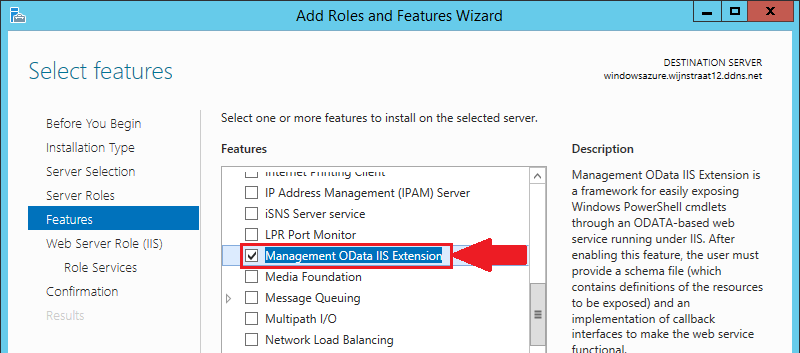 Add Roles and Features Wizard
x
Select features
DESTINATION SERVER
windowsazure.wijnstraat12.ddns.net
Before You Begin
Installation Type
Server Selection
Server Roles
Features
Web Server Role (IIS)
Role Services
Confirmation
Results
Select one or more features to install on the selected server.
Features
Internet Printing Client
IP Address Management (IPAM) Server
iSNS Server service
LPR Port Monitor
Management OData IIS Extension
Media Foundation
Message Queuing
Multipath I/O
Network Load Balancing
Description
Management OData IIS Extension is
a framework for easily exposing
Windows PowerShell cmdlets
through an ODATA-based web
service running under IIS. After
enabling this feature, the user must
provide a schema file (which
contains definitions of the resources
to be exposed) and an
implementation of callback
interfaces to make the web service
functional.